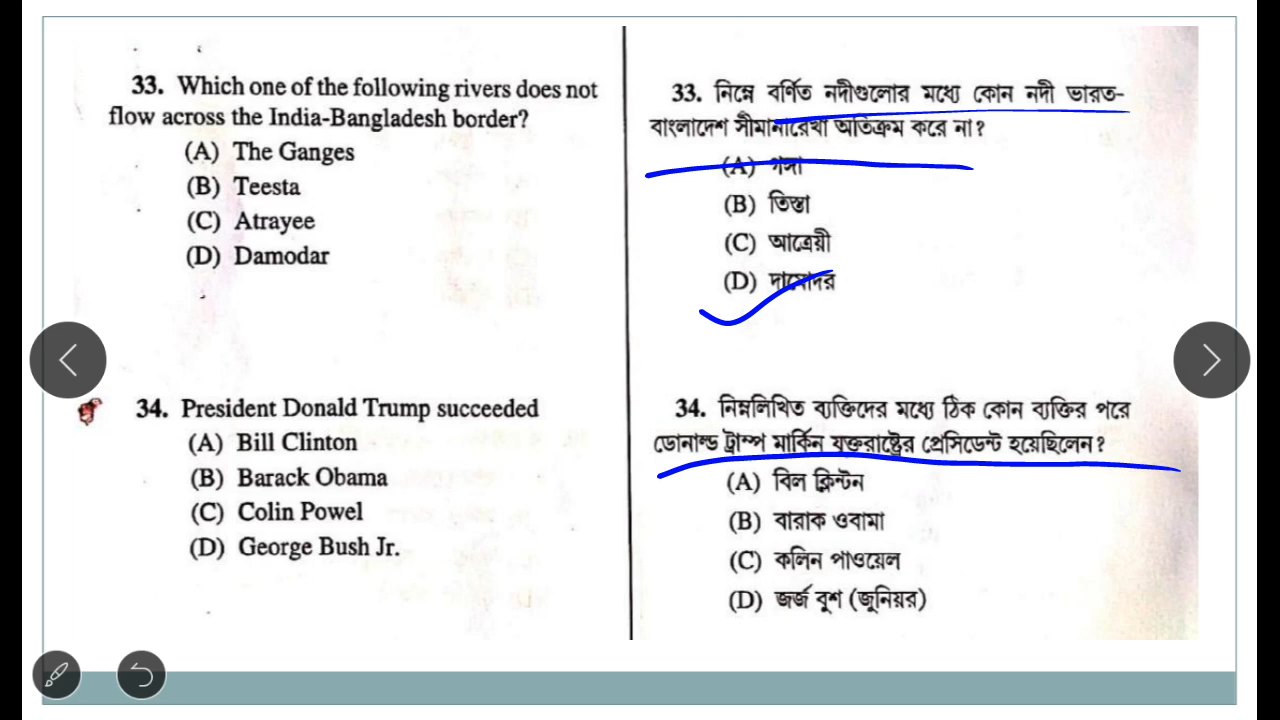 33. Which one of the following rivers does not
flow across the India-Bangladesh border?
(A) The Ganges
(B) Teesta
(C) Atrayee
(D) Damodar
34. President Donald Trump succeeded
(A) Bill Clinton
(B) Barack Obama
(C) Colin Powel
(D) George Bush Jr.
33. নিম্নে বর্ণিত নদীগুলোর মধ্যে কোন নদী ভারত-
বাংলাদেশ সীমানারেখা অতিক্রম করে না?
(A) গঙ্গা
(B) তিস্তা
(C) আত্রেয়ী
(D) দামোদর
34. নিম্নলিখিত ব্যক্তিদের মধ্যে ঠিক কোন ব্যক্তির পরে
ডোনাল্ড ট্রাম্প মার্কিন যুক্তরাষ্ট্রের প্রেসিডেন্ট হয়েছিলেন?
(A) বিল ক্লিন্টন
(B) বারাক ওবামা
(C) কলিন পাওয়েল
(D) জর্জ বুশ (জুনিয়র)